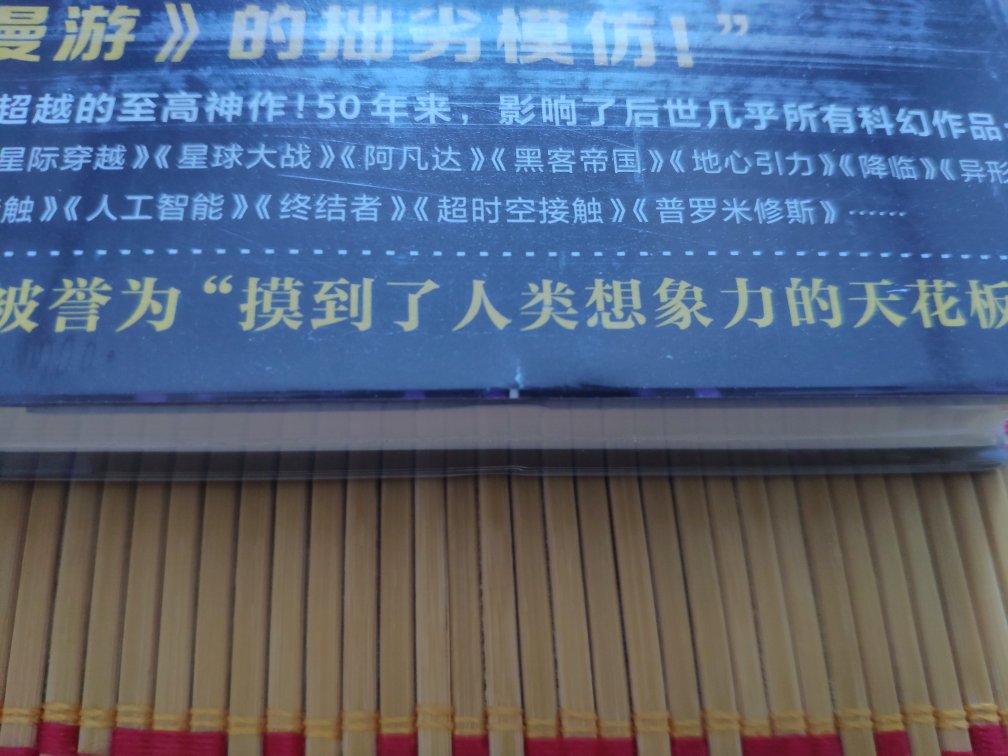 漫游》的拙劣模仿!”
超越的至高神作!50年来，影响了后世几乎所有科幻作品
星际穿越》《星球大战》《阿凡达》《黑客帝国》《地心引力》《降临》《异形
触》《人工智能》《终结者》《超时空接触》《普罗米修斯》……
被誉为“摸到了人类想象力的天花板